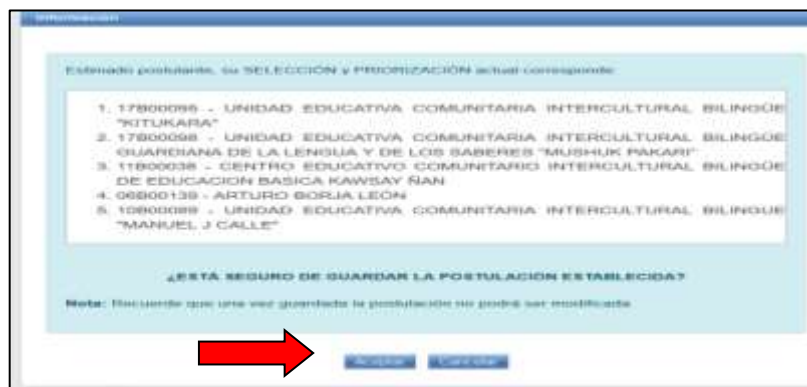 Información
Estimado postulante, su SELECCIÓN y PRIORIZACIÓN actual corresponde:
1. 17B00095 - UNIDAD EDUCATIVA COMUNITARIA INTERCULTURAL BILINGÜE
"KITUKARA"
2. 17B00098 - UNIDAD EDUCATIVA COMUNITARIA INTERCULTURAL BILINGÜE
GUARDIANA DE LA LENGUA Y DE LOS SABERES "MUSHUK PAKARI"
3. 11B00038 - CENTRO EDUCATIVO COMUNITARIO INTERCULTURAL BILINGÜE
DE EDUCACION BASICA KAWSAY ÑAN
4. 06B00139 - ARTURO BORJA LEÓN
5. 10B00089 - UNIDAD EDUCATIVA COMUNITARIA INTERCULTURAL BILINGUE
"MANUEL J CALLE"
¿ESTÁ SEGURO DE GUARDAR LA POSTULACIÓN ESTABLECIDA?
Nota: Recuerde que una vez guardada la postulación no podrá ser modificada
Aceptar Cancelar